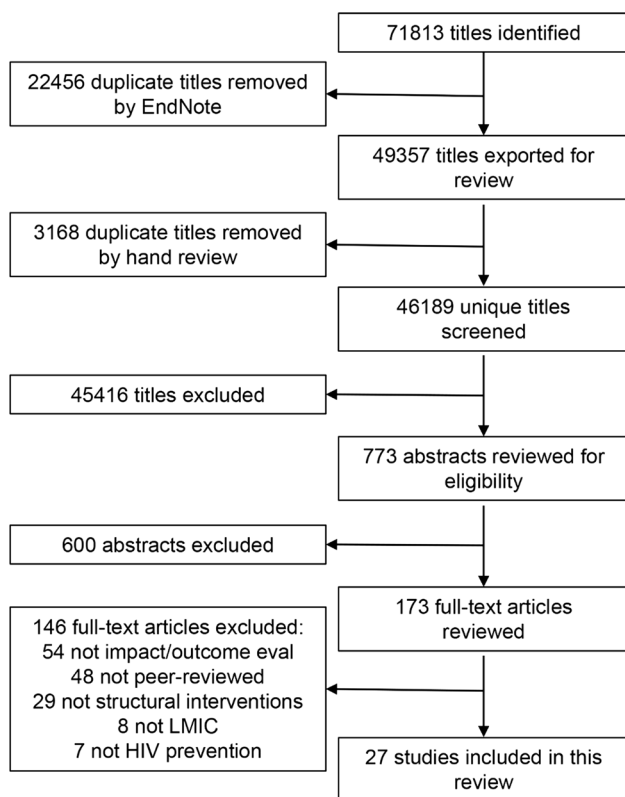 71813 titles identified
22456 duplicate titles removed
by EndNote
49357 titles exported for
review
3168 duplicate titles removed
by hand review
46189 unique titles
screened
45416 titles excluded
773 abstracts reviewed for
eligibility
600 abstracts excluded
173 full-text articles
reviewed
146 full-text articles excluded:
54 not impact/outcome eval
48 not peer-reviewed
29 not structural interventions
8 not LMIC
7 not HIV prevention
27 studies included in this
review